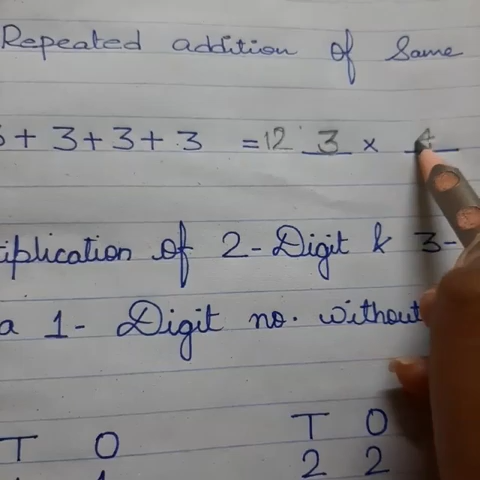 Repeated addition of Same
3 + 3 + 3 + 3 = 12 3 × 4
iplication of 2 - Digit & 3 -
a 1 - Digit no. without
T O T O
2 2